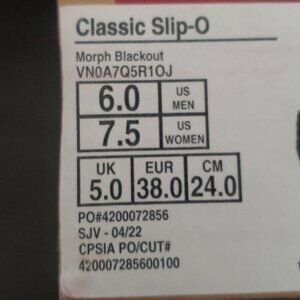 Classic Slip-O
Morph Blackout
VN0A7Q5R1OJ
6.0 US MEN
7.5 US WOMEN
UK EUR CM
5.0 38.0 24.0
PO#4200072856
SJV - 04/22
CPSIA PO/CUT#
420007285600100